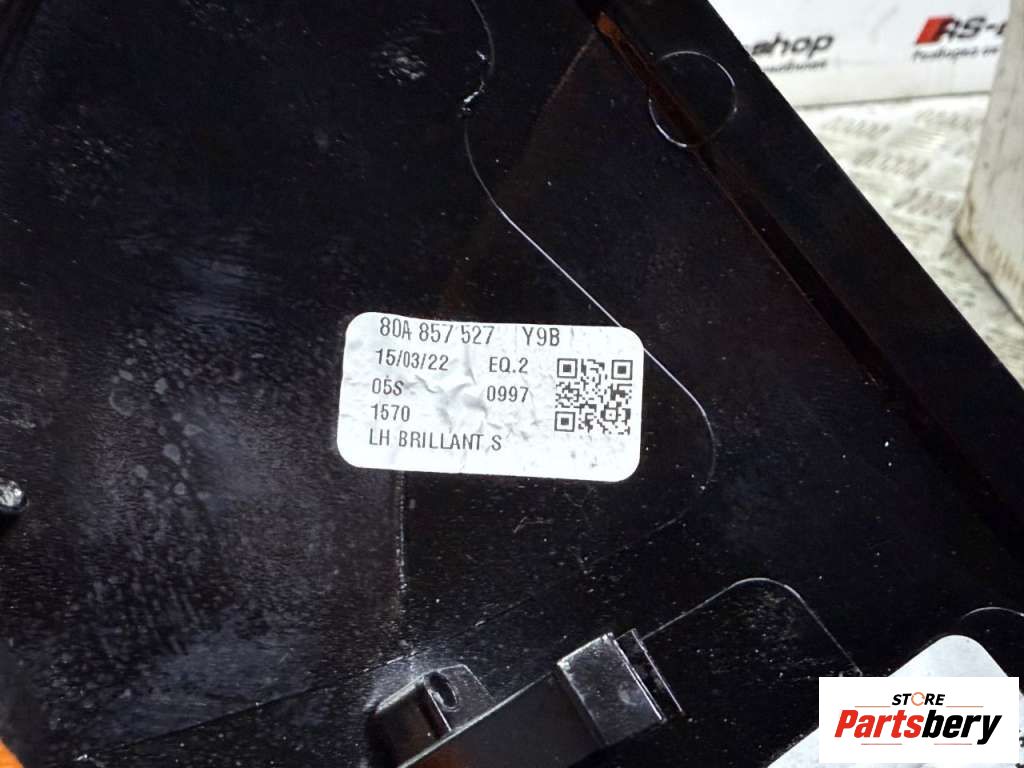 shop
RS-
80A 857 527 Y9B
15/03/22 EQ.2
05S 0997
1570
LH BRILLANT S
STORE
Partsbery